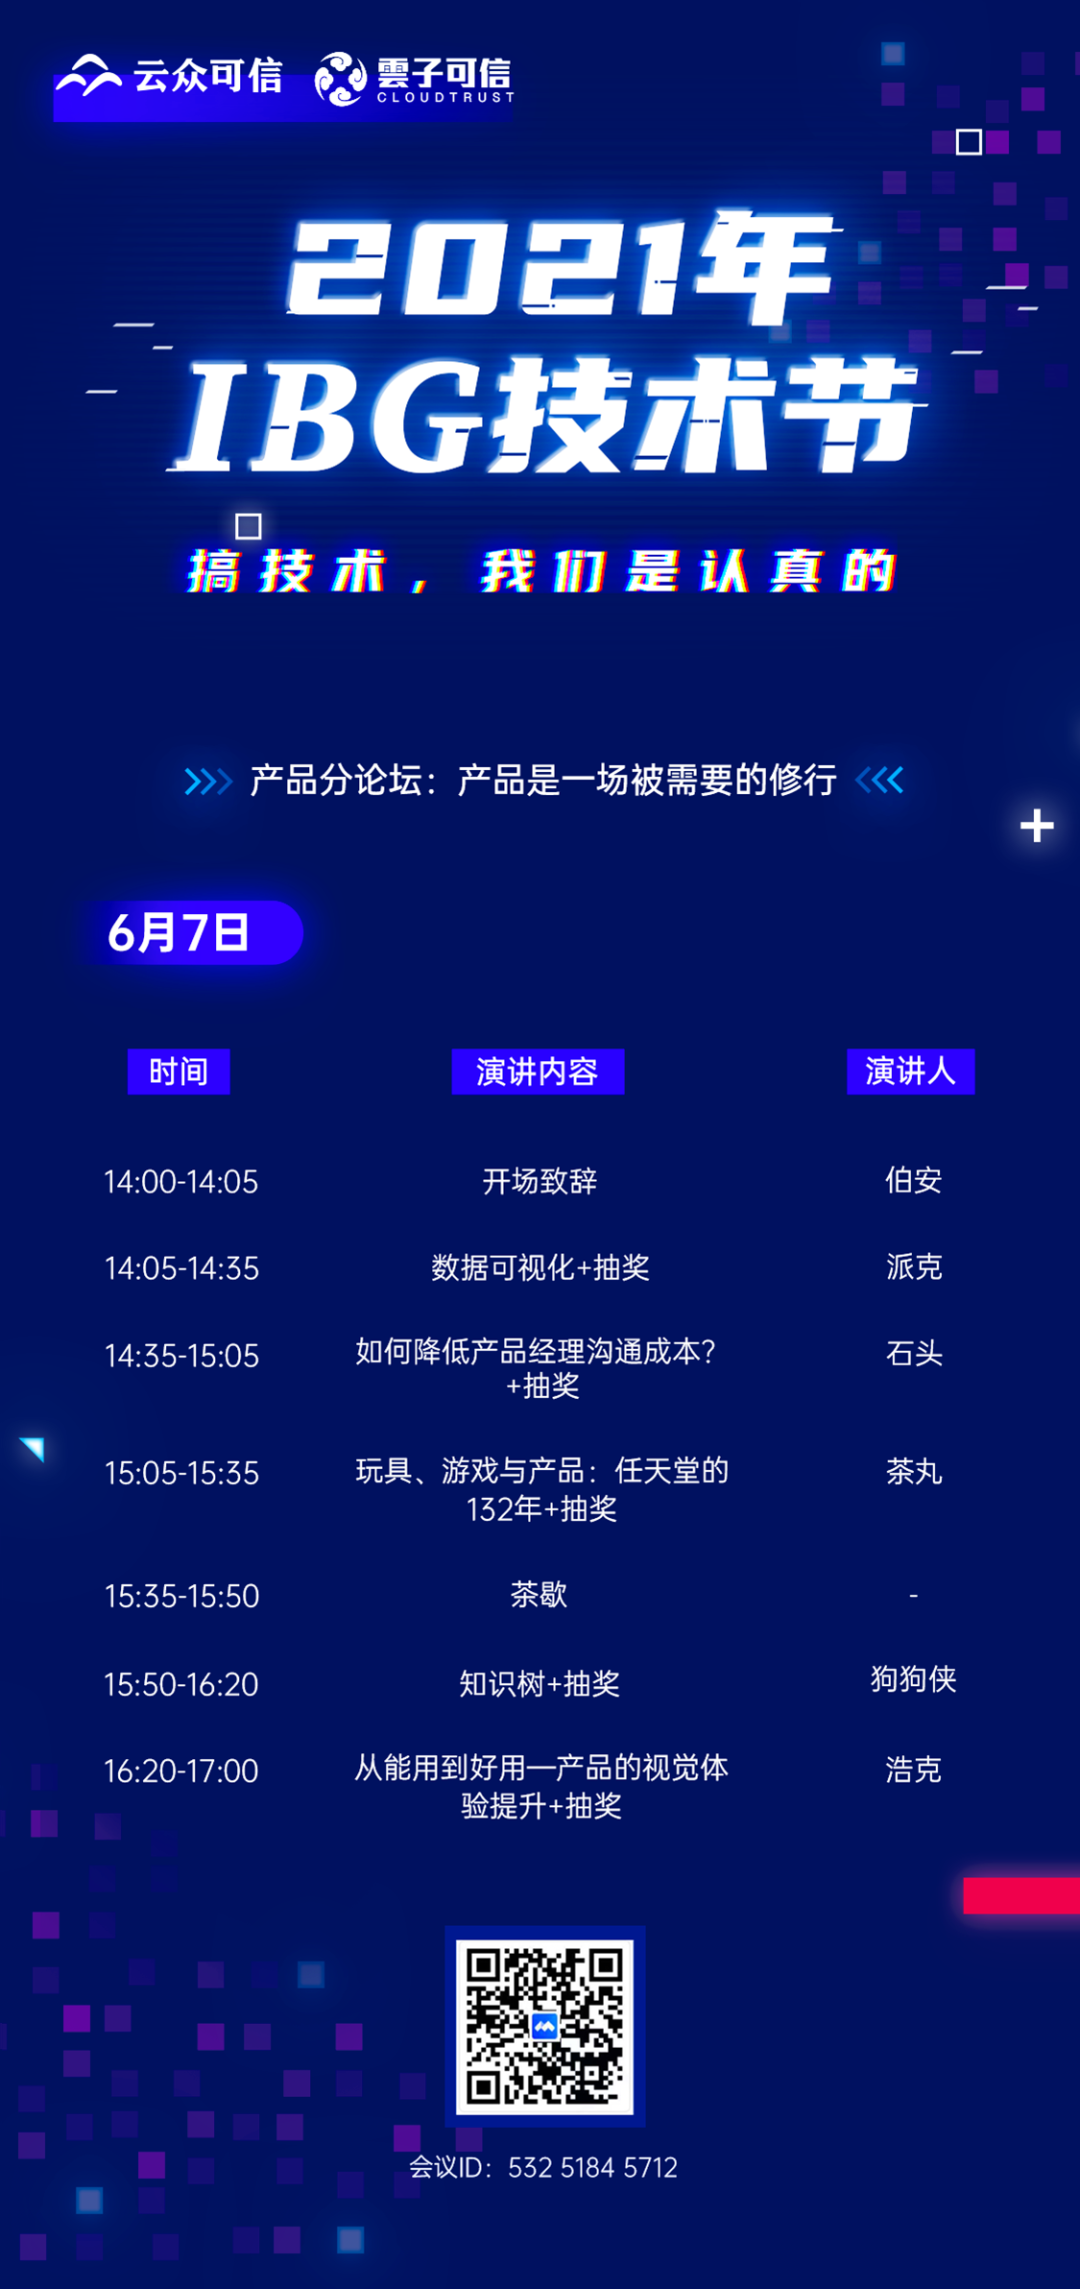 云众可信 雲子可信
CLOUDTRUST
2021年
IBG技术节
搞技术，我们是认真的
产品分论坛：产品是一场被需要的修行
6月7日
时间 演讲内容 演讲人
14:00-14:05 开场致辞 伯安
14:05-14:35 数据可视化+抽奖 派克
14:35-15:05 如何降低产品经理沟通成本？ 石头
+抽奖
15:05-15:35 玩具、游戏与产品：任天堂的 茶丸
132年+抽奖
15:35-15:50 茶歇 -
15:50-16:20 知识树+抽奖 狗狗侠
16:20-17:00 从能用到好用—产品的视觉体 浩克
验提升+抽奖
会议ID：532 5184 5712